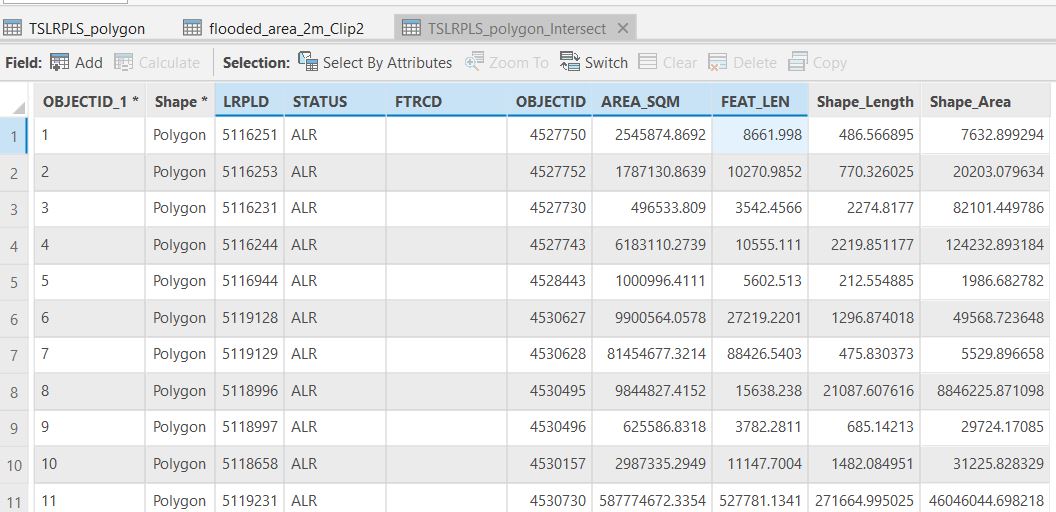 TSLRPLS_polygon flooded_area_2m_Clip2 TSLRPLS_polygon_Intersect
Field: Add Calculate Selection: Select By Attributes Zoom To Switch Clear Delete Copy
OBJECTID_1 * Shape * LRPLD STATUS FTRCD OBJECTID AREA_SQM FEAT_LEN Shape_Length Shape_Area
1 1 Polygon 5116251 ALR 4527750 2545874.8692 8661.998 486.566895 7632.899294
2 2 Polygon 5116253 ALR 4527752 1787130.8639 10270.9852 770.326025 20203.079634
3 3 Polygon 5116231 ALR 4527730 496533.809 3542.4566 2274.8177 82101.449786
4 4 Polygon 5116244 ALR 4527743 6183110.2739 10555.111 2219.851177 124232.893184
5 5 Polygon 5116944 ALR 4528443 1000996.4111 5602.513 212.554885 1986.682782
6 6 Polygon 5119128 ALR 4530627 9900564.0578 27219.2201 1296.874018 49568.723648
7 7 Polygon 5119129 ALR 4530628 81454677.3214 88426.5403 475.830373 5529.896658
8 8 Polygon 5118996 ALR 4530495 9844827.4152 15638.238 21087.607616 8846225.871098
9 9 Polygon 5118997 ALR 4530496 625586.8318 3782.2811 685.14213 29724.17085
10 10 Polygon 5118658 ALR 4530157 2987335.2949 11147.7004 1482.084951 31225.828329
11 11 Polygon 5119231 ALR 4530730 587774672.3354 527781.1341 271664.995025 46046044.698218